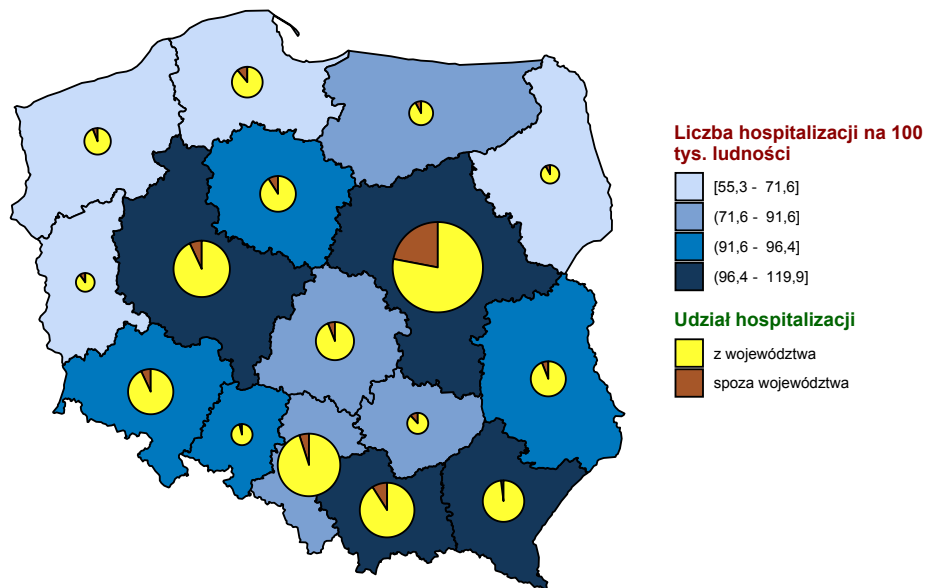 Liczba hospitalizacji na 100
tys. ludności
[55,3 - 71,6]
(71,6 - 91,6]
(91,6 - 96,4]
(96,4 - 119,9]
Udział hospitalizacji
z województwa
spoza województwa